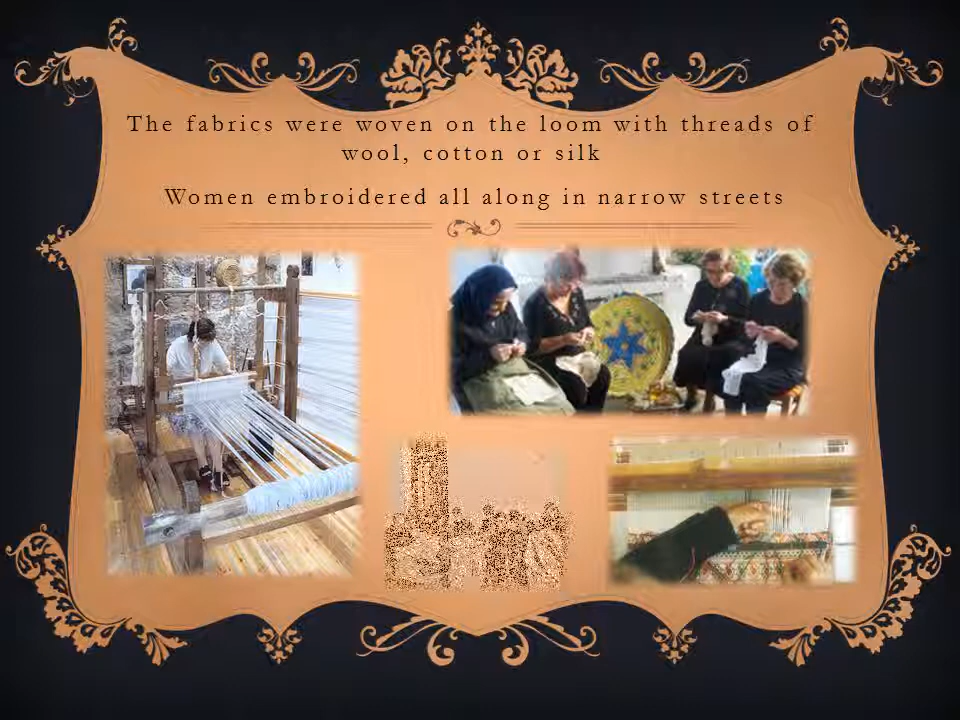 The fabrics were woven on the loom with threads of
wool, cotton or silk
Women embroidered all along in narrow streets